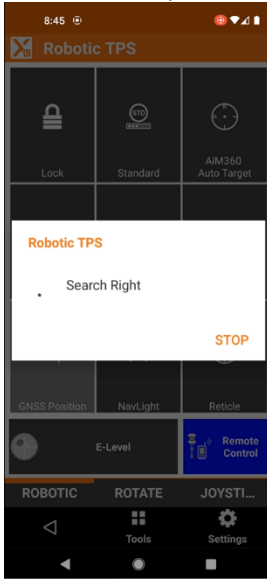 8:45
Robotic TPS
STD
Lock
Standard
AiM360
Auto Target
Robotic TPS
Search Right
STOP
GNSS Position
NavLight
Reticle
E-Level
Remote
Control
ROBOTIC
ROTATE
JOYSTI...
Tools
Settings